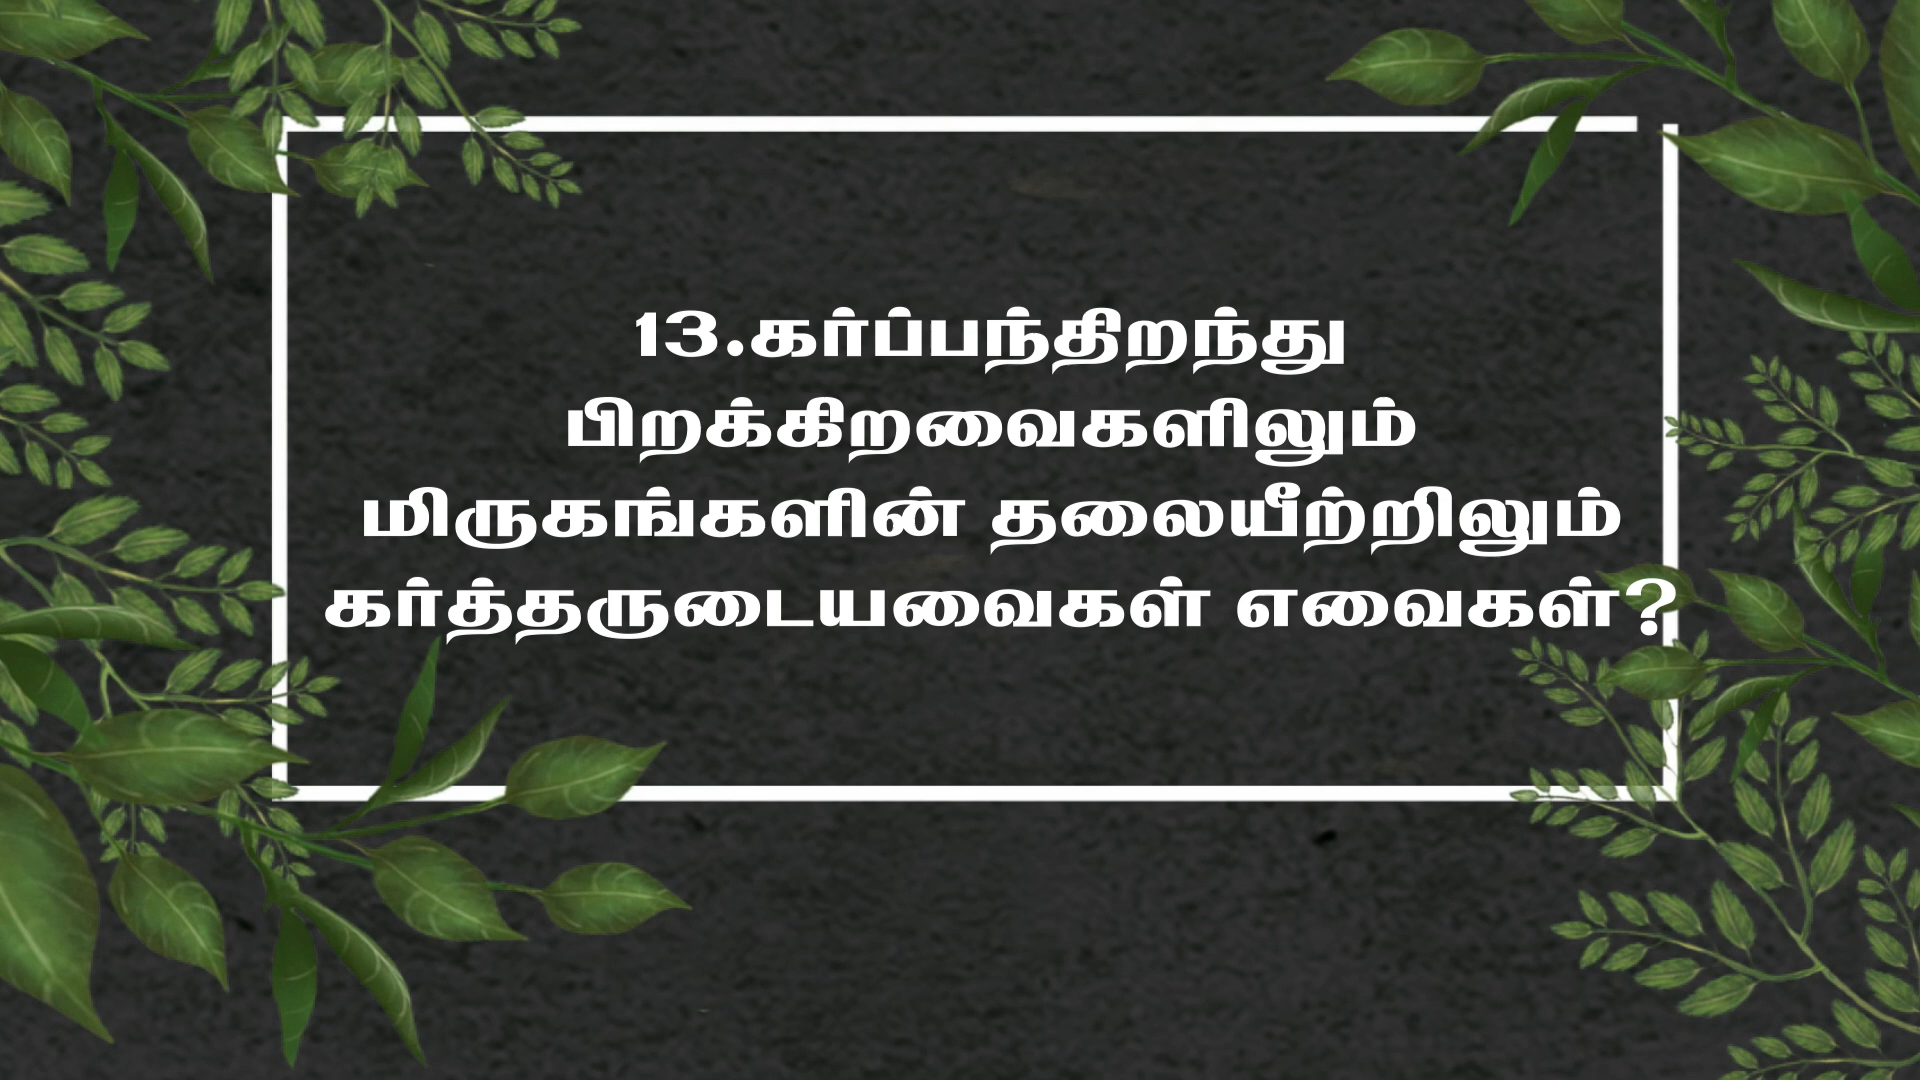 13.கர்ப்பந்திறந்து
பிறக்கிறவைகளிலும்
மிருகங்களின் தலையீற்றிலும்
கர்த்தருடையவைகள் எவைகள்?